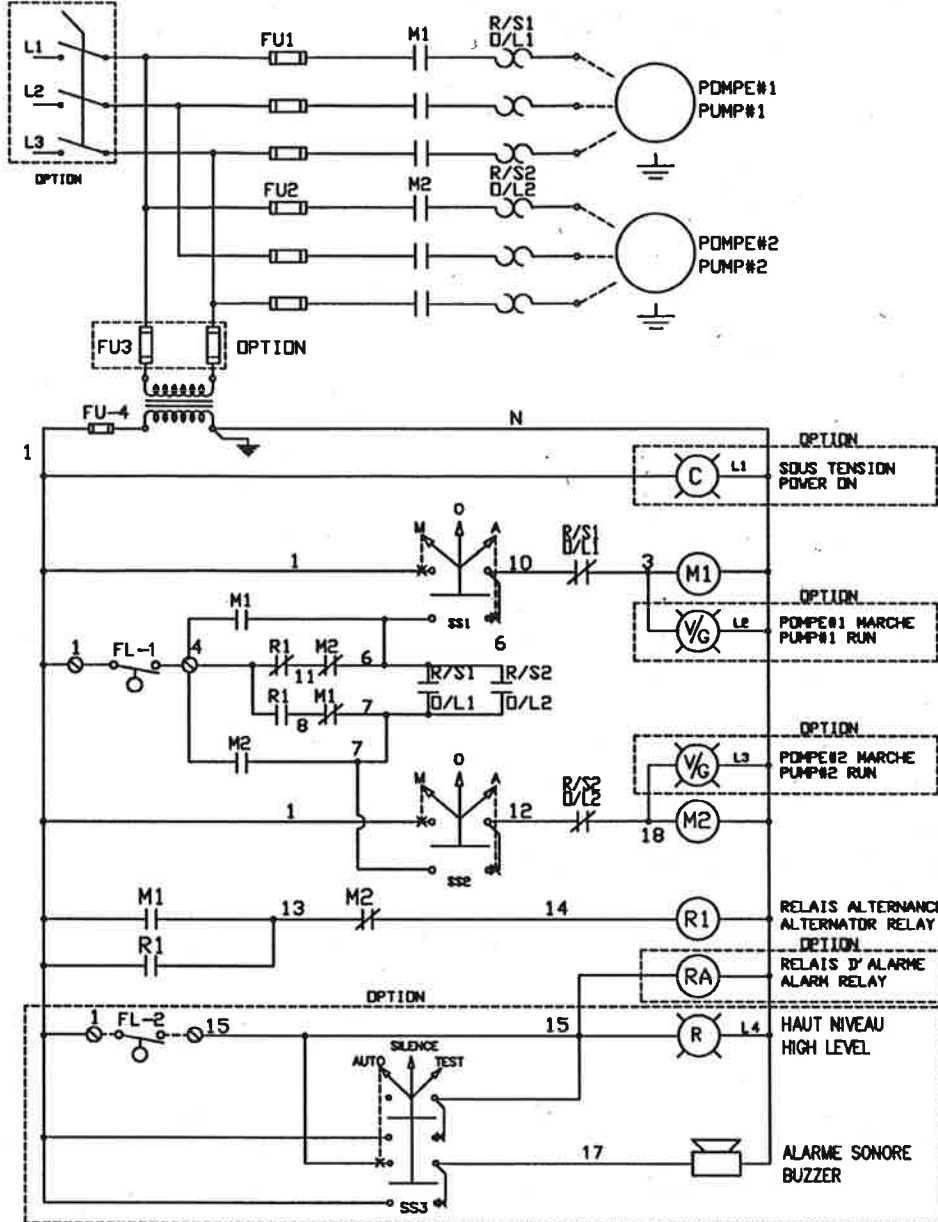 L1
L2
L3
OPTION
FU1
M1
R/S1
O/L1
POMPE#1
PUMP#1
FU2
M2
R/S2
O/L2
POMPE#2
PUMP#2
FU3
OPTION
FU-4
N
1
OPTION
C
L1
SOUS TENSION
POWER ON
M
O
A
1
10
R/S1
O/L1
3
M1
SS1
6
OPTION
V/G
L2
POMPE#1 MARCHE
PUMP#1 RUN
M1
1
FL-1
4
R1
11
M2
6
R/S1
O/L1
R/S2
O/L2
R1
8
M1
7
M2
7
OPTION
V/G
L3
POMPE#2 MARCHE
PUMP#2 RUN
M
O
A
1
12
R/S2
O/L2
18
M2
SS2
M1
13
M2
14
R1
RELAIS ALTERNANCE
ALTERNATOR RELAY
R1
OPTION
RA
RELAIS D'ALARME
ALARM RELAY
OPTION
1
FL-2
15
15
R
L4
HAUT NIVEAU
HIGH LEVEL
AUTO
SILENCE
TEST
17
ALARME SONORE
BUZZER
SS3